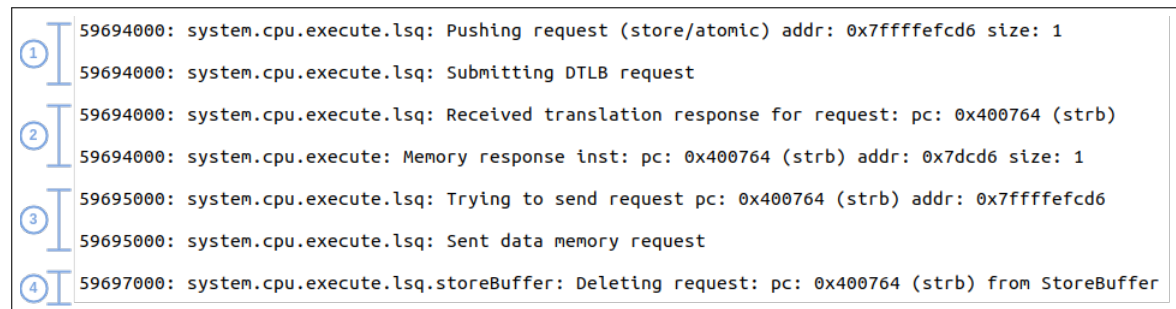 59694000: system.cpu.execute.lsq: Pushing request (store/atomic) addr: 0x7ffffefcd6 size: 1
1
59694000: system.cpu.execute.lsq: Submitting DTLB request
59694000: system.cpu.execute.lsq: Received translation response for request: pc: 0x400764 (strb)
2
59694000: system.cpu.execute: Memory response inst: pc: 0x400764 (strb) addr: 0x7dcd6 size: 1
59695000: system.cpu.execute.lsq: Trying to send request pc: 0x400764 (strb) addr: 0x7ffffefcd6
3
59695000: system.cpu.execute.lsq: Sent data memory request
4
59697000: system.cpu.execute.lsq.storeBuffer: Deleting request: pc: 0x400764 (strb) from StoreBuffer